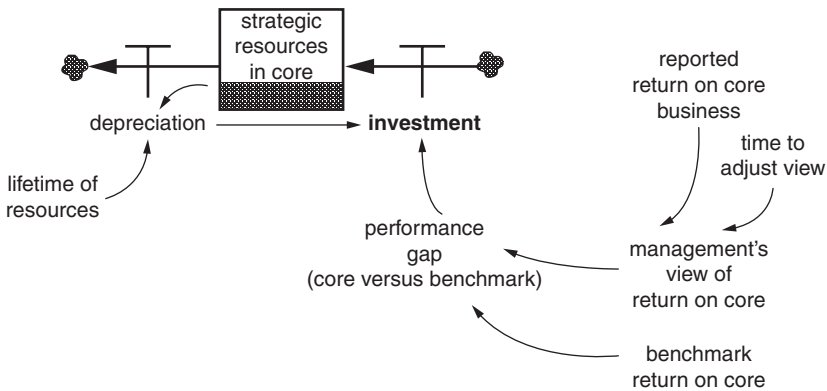 strategic
resources
in core
depreciation
investment
lifetime of
resources
performance
gap
(core versus benchmark)
reported
return on core
business
time to
adjust view
management's
view of
return on core
benchmark
return on core